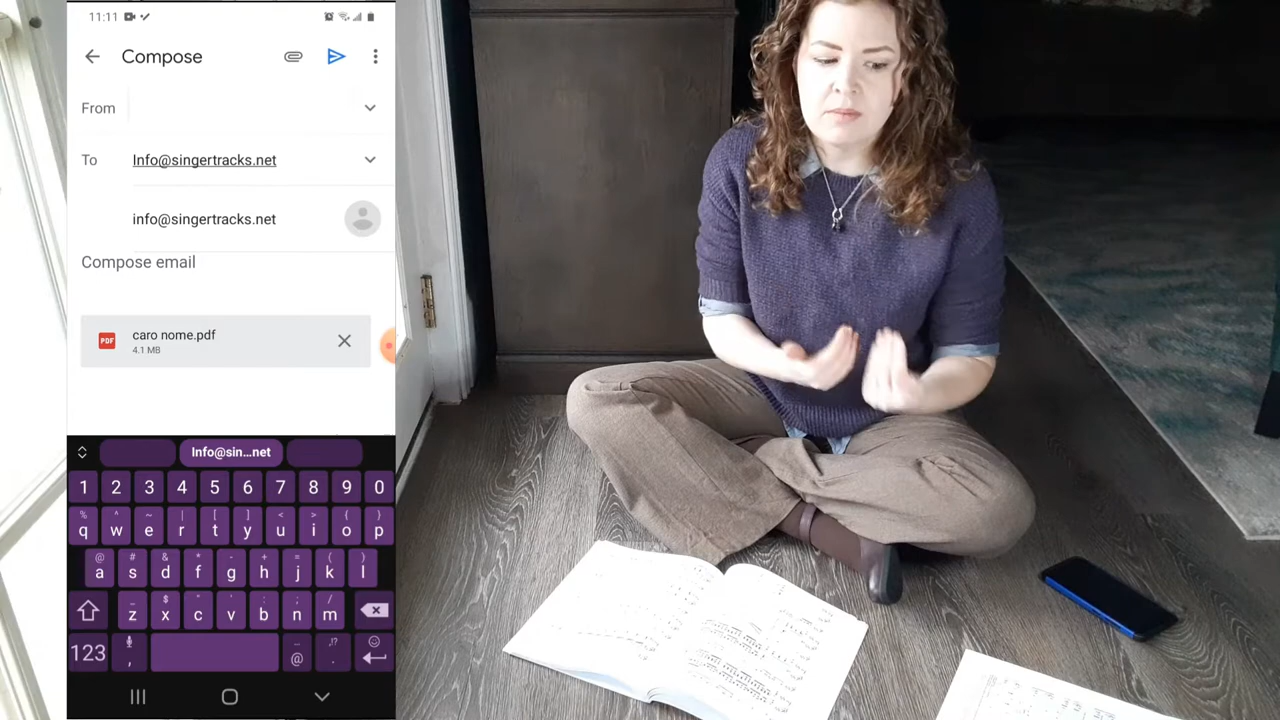 11:11
Compose
From
To Info@singertracks.net
info@singertracks.net
Compose email
PDF caro nome.pdf
4.1 MB
Info@sin...net
1 2 3 4 5 6 7 8 9 0
% ^ ~ | [ ] < > { }
q w e r t y u i o p
@ # & * - + = ( )
a s d f g h j k l
_ $ " ' : ; /
z x c v b n m
123 , @ ,!? .